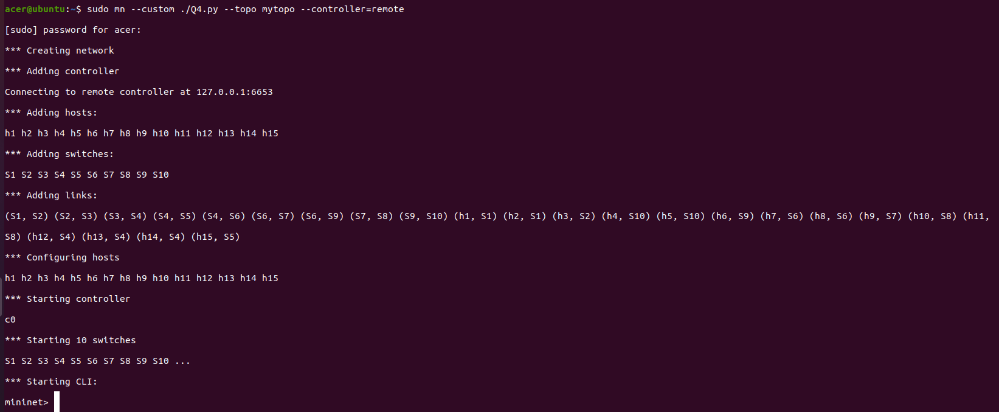 acer@ubuntu:~$ sudo mn --custom ./Q4.py --topo mytopo --controller=remote
[sudo] password for acer:
*** Creating network
*** Adding controller
Connecting to remote controller at 127.0.0.1:6653
*** Adding hosts:
h1 h2 h3 h4 h5 h6 h7 h8 h9 h10 h11 h12 h13 h14 h15
*** Adding switches:
S1 S2 S3 S4 S5 S6 S7 S8 S9 S10
*** Adding links:
(S1, S2) (S2, S3) (S3, S4) (S4, S5) (S4, S6) (S6, S7) (S6, S9) (S7, S8) (S9, S10) (h1, S1) (h2, S1) (h3, S2) (h4, S10) (h5, S10) (h6, S9) (h7, S6) (h8, S6) (h9, S7) (h10, S8) (h11,
S8) (h12, S4) (h13, S4) (h14, S4) (h15, S5)
*** Configuring hosts
h1 h2 h3 h4 h5 h6 h7 h8 h9 h10 h11 h12 h13 h14 h15
*** Starting controller
c0
*** Starting 10 switches
S1 S2 S3 S4 S5 S6 S7 S8 S9 S10 ...
*** Starting CLI:
mininet>